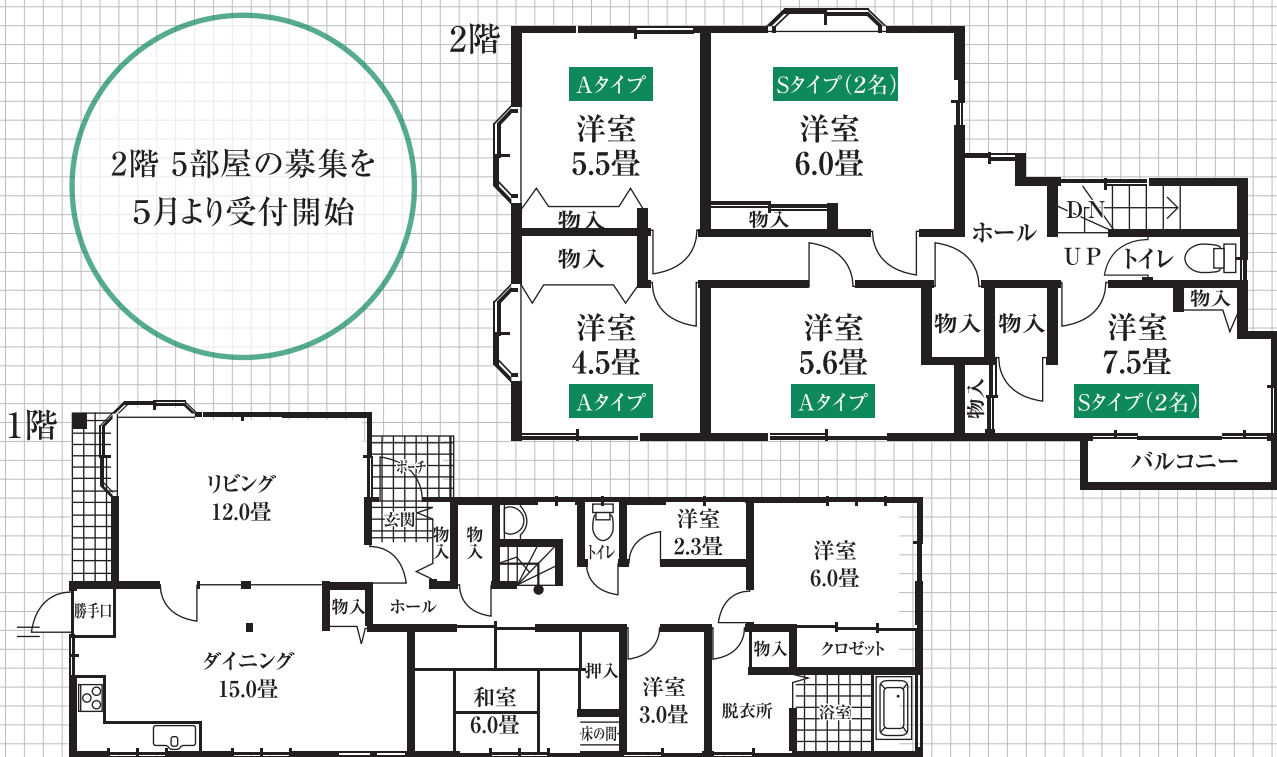 2階 5部屋の募集を
5月より受付開始
2階
Aタイプ
洋室
5.5畳
物入
Sタイプ(2名)
洋室
6.0畳
物入
物入
洋室
4.5畳
Aタイプ
洋室
5.6畳
Aタイプ
物入
物入
物入
ホール
DN
UP
トイレ
物入
洋室
7.5畳
Sタイプ(2名)
バルコニー
1階
リビング
12.0畳
ポーチ
玄関
物入
物入
トイレ
洋室
2.3畳
洋室
6.0畳
勝手口
物入
ホール
ダイニング
15.0畳
和室
6.0畳
押入
床の間
洋室
3.0畳
物入
クロゼット
脱衣所
浴室